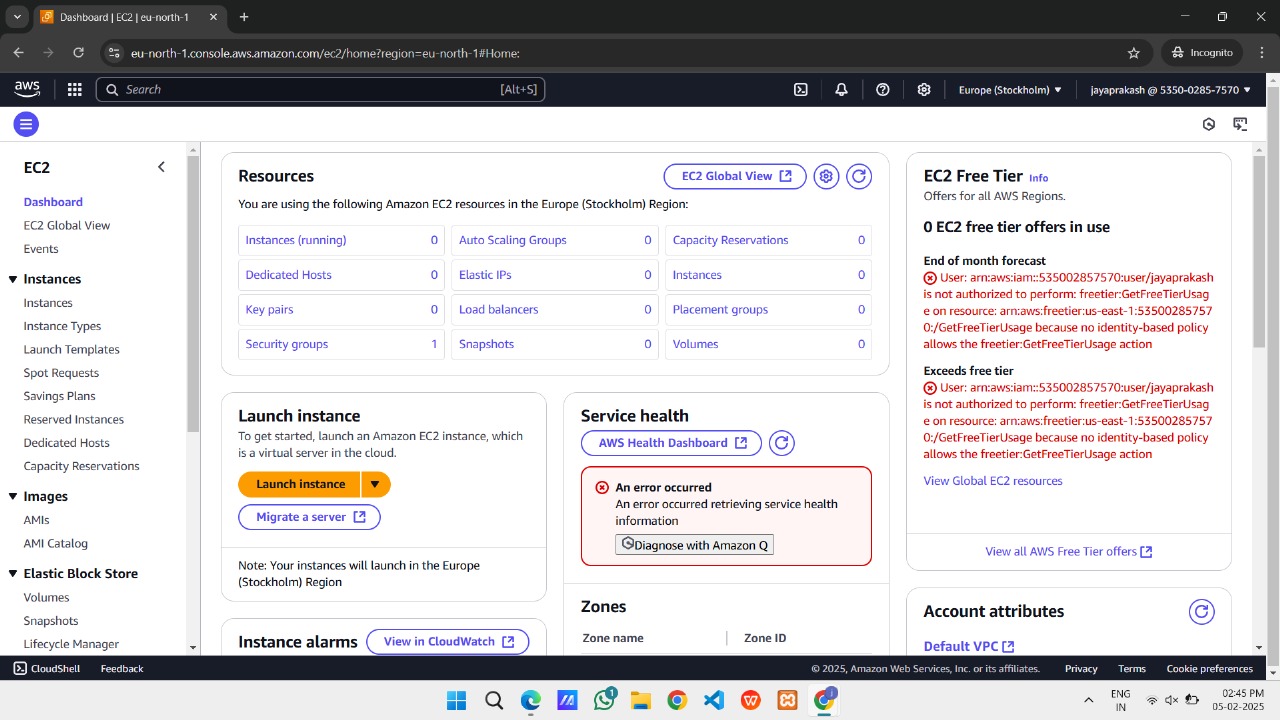 Dashboard | EC2 | eu-north-1
eu-north-1.console.aws.amazon.com/ec2/home?region=eu-north-1#Home:
Incognito
aws
Search
[Alt+S]
Europe (Stockholm)
jayaprakash @ 5350-0285-7570
EC2
Dashboard
EC2 Global View
Events
Instances
Instances
Instance Types
Launch Templates
Spot Requests
Savings Plans
Reserved Instances
Dedicated Hosts
Capacity Reservations
Images
AMIs
AMI Catalog
Elastic Block Store
Volumes
Snapshots
Lifecycle Manager
Resources
EC2 Global View
You are using the following Amazon EC2 resources in the Europe (Stockholm) Region:
Instances (running) 0
Auto Scaling Groups 0
Capacity Reservations 0
Dedicated Hosts 0
Elastic IPs 0
Instances 0
Key pairs 0
Load balancers 0
Placement groups 0
Security groups 1
Snapshots 0
Volumes 0
Launch instance
To get started, launch an Amazon EC2 instance, which
is a virtual server in the cloud.
Launch instance
Migrate a server
Note: Your instances will launch in the Europe
(Stockholm) Region
Instance alarms
View in CloudWatch
Service health
AWS Health Dashboard
An error occurred
An error occurred retrieving service health
information
Diagnose with Amazon Q
Zones
Zone name
Zone ID
EC2 Free Tier Info
Offers for all AWS Regions.
0 EC2 free tier offers in use
End of month forecast
User: arn:aws:iam::535002857570:user/jayaprakash
is not authorized to perform: freetier:GetFreeTierUsag
e on resource: arn:aws:freetier:us-east-1:53500285757
0:/GetFreeTierUsage because no identity-based policy
allows the freetier:GetFreeTierUsage action
Exceeds free tier
User: arn:aws:iam::535002857570:user/jayaprakash
is not authorized to perform: freetier:GetFreeTierUsag
e on resource: arn:aws:freetier:us-east-1:53500285757
0:/GetFreeTierUsage because no identity-based policy
allows the freetier:GetFreeTierUsage action
View Global EC2 resources
View all AWS Free Tier offers
Account attributes
Default VPC
CloudShell
Feedback
© 2025, Amazon Web Services, Inc. or its affiliates.
Privacy
Terms
Cookie preferences
1
ENG
IN
02:45 PM
05-02-2025